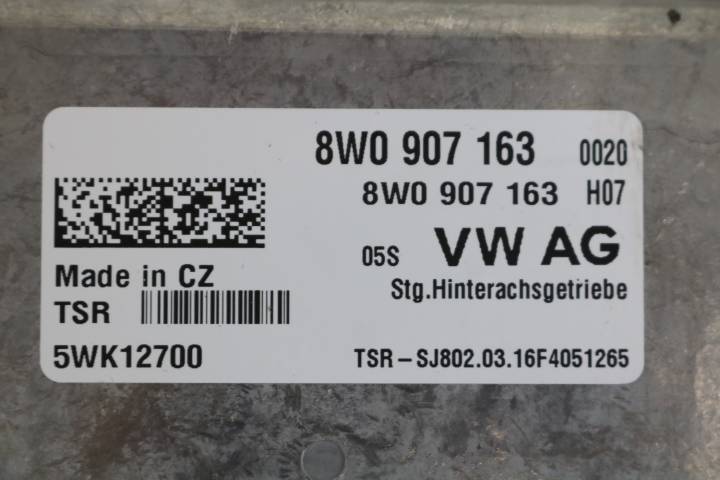 8W0 907 163 0020
8W0 907 163 H07
05S VW AG
Made in CZ
Stg.Hinterachsgetriebe
TSR
5WK12700
TSR-SJ802.03.16F4051265